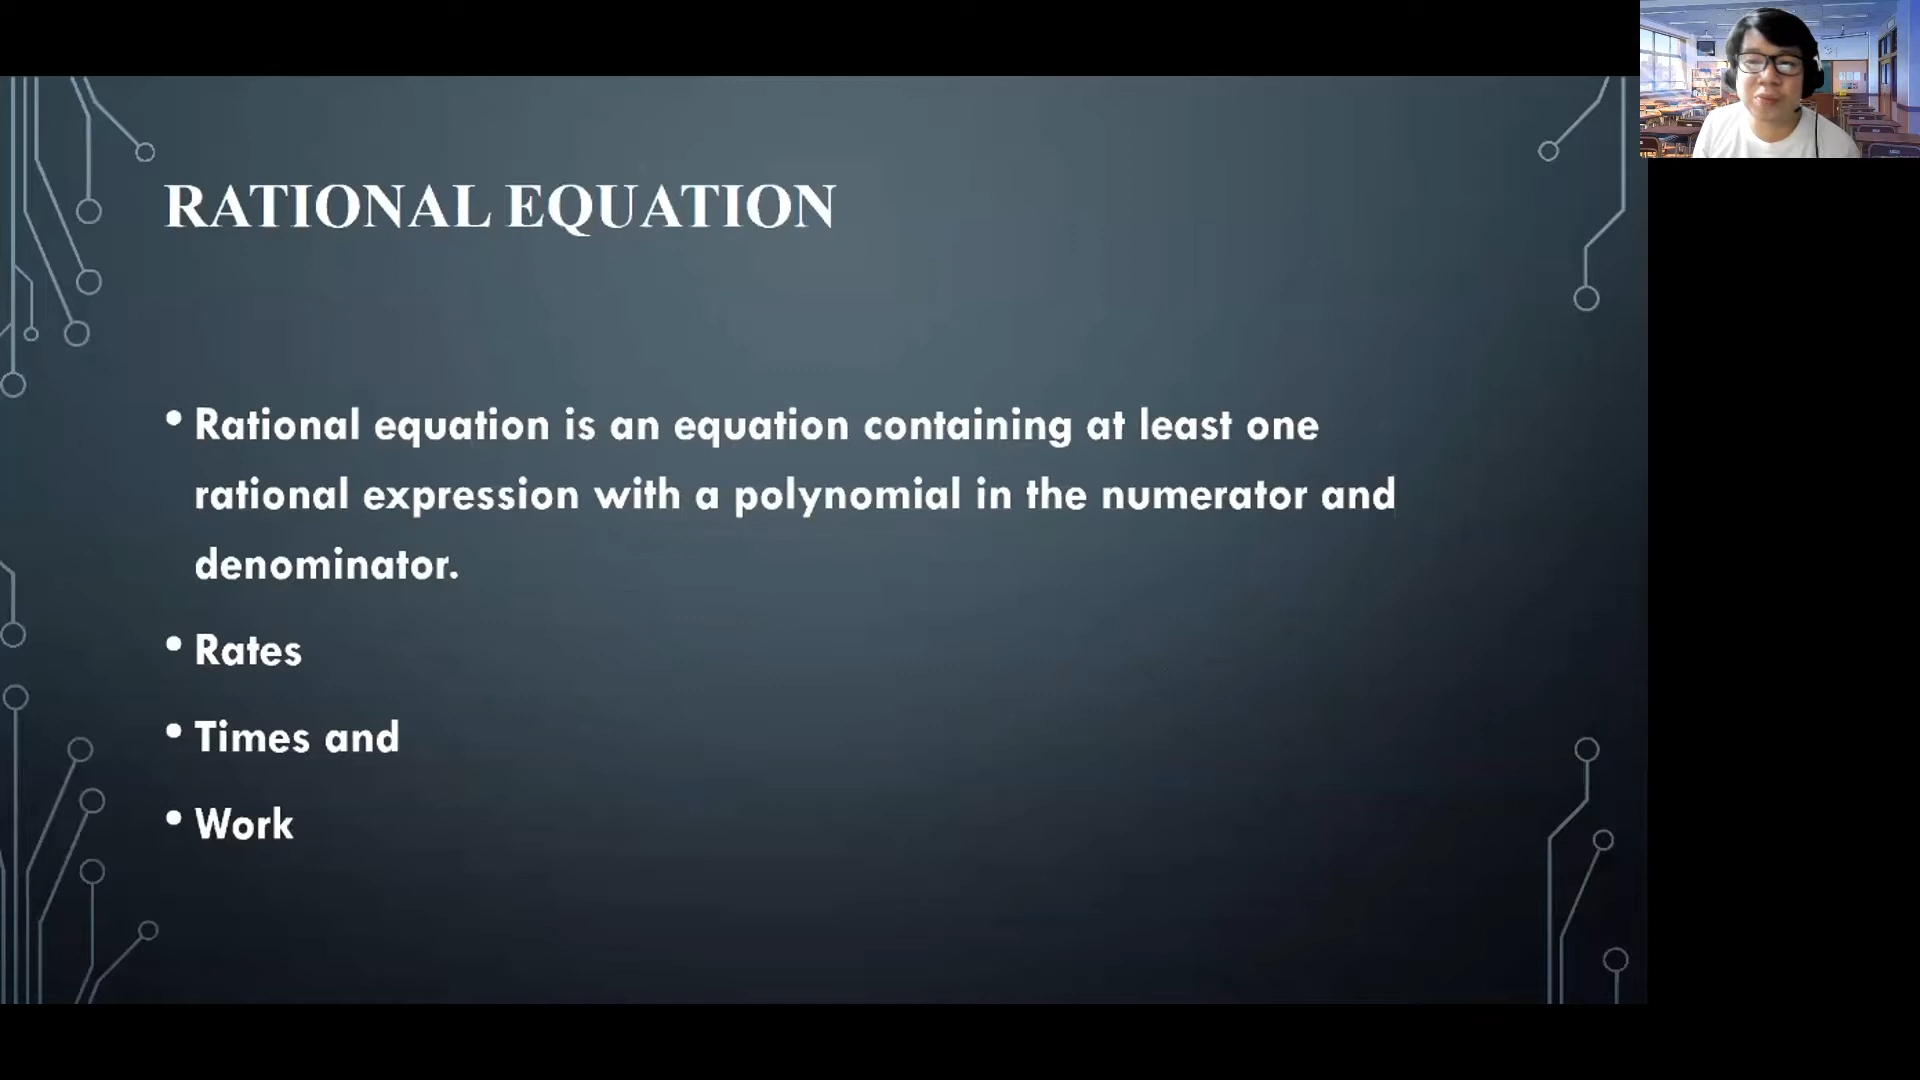 RATIONAL EQUATION
• Rational equation is an equation containing at least one
rational expression with a polynomial in the numerator and
denominator.
• Rates
• Times and
• Work